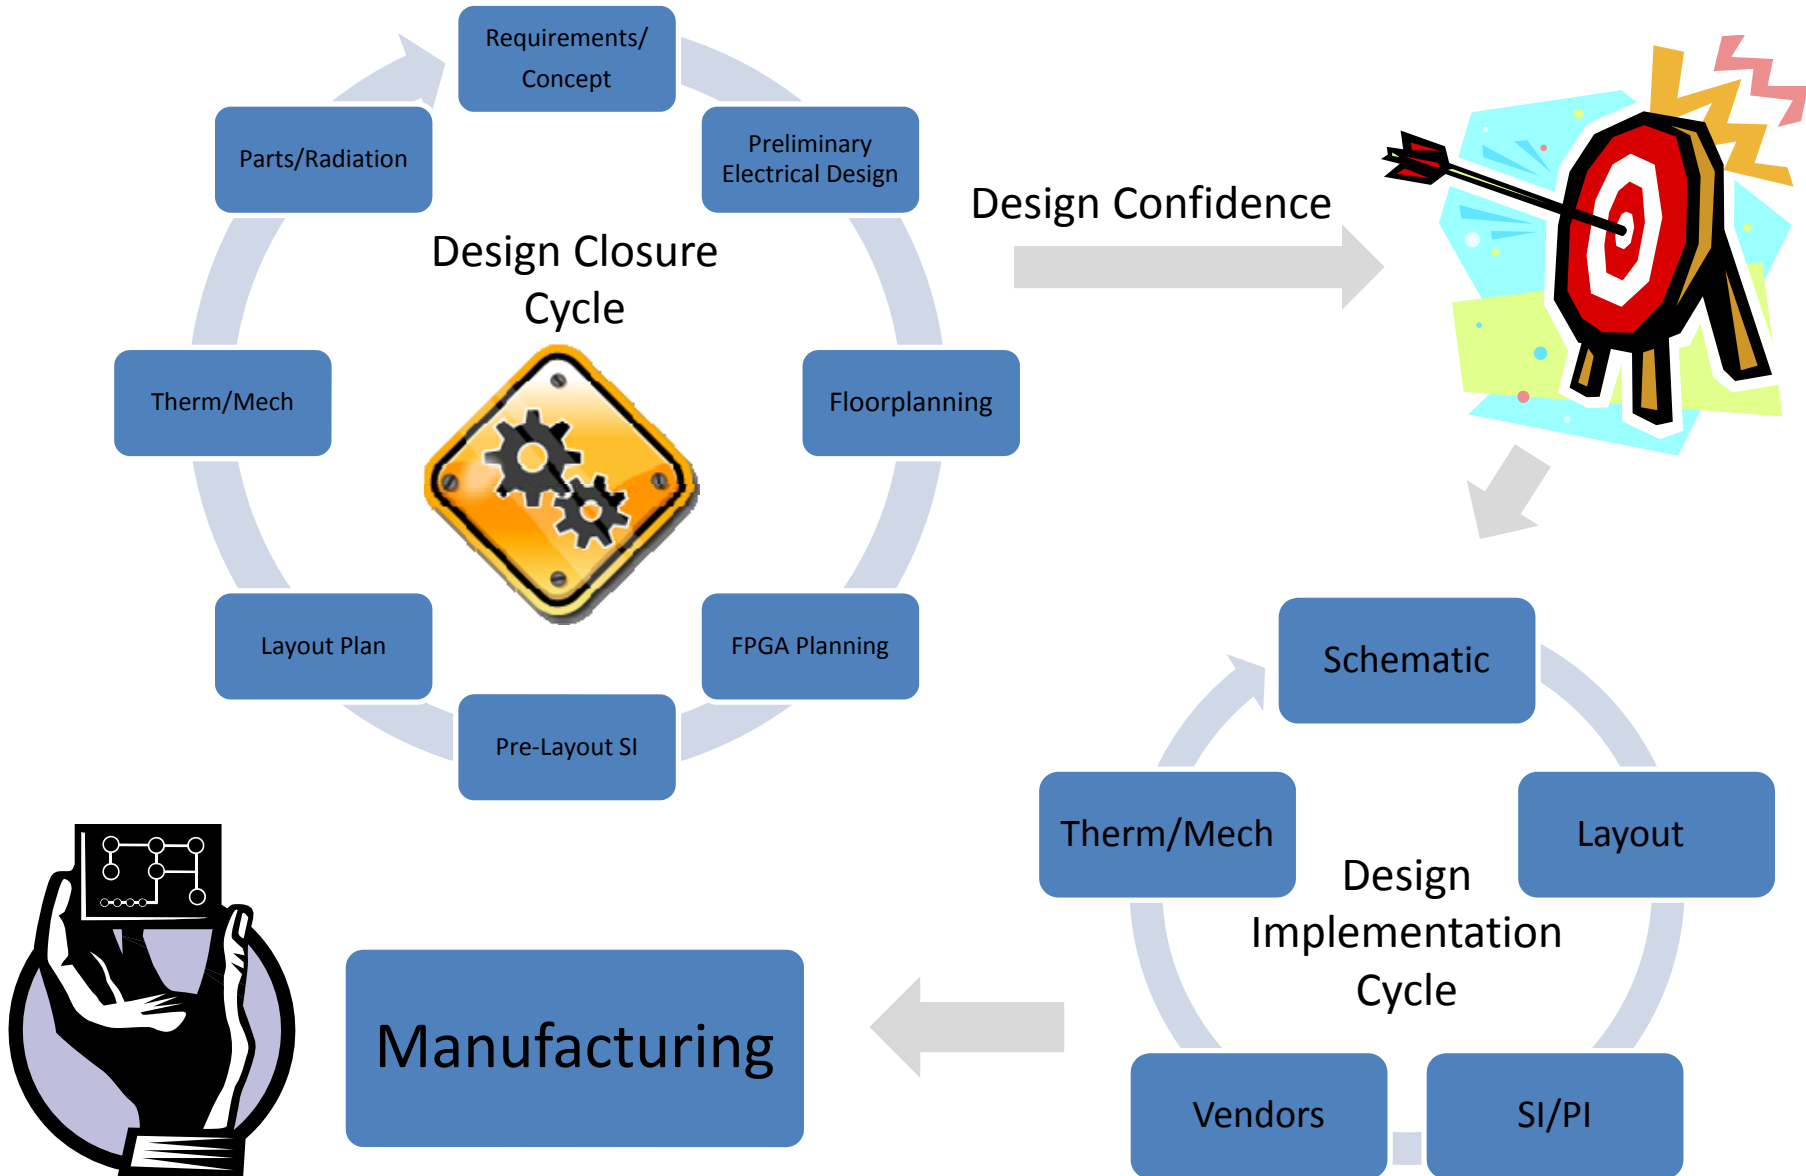 Requirements/
Concept
Preliminary
Electrical Design
Floorplanning
FPGA Planning
Pre-Layout SI
Layout Plan
Therm/Mech
Parts/Radiation
Design Closure
Cycle
Design Confidence
Schematic
Layout
SI/PI
Vendors
Therm/Mech
Design
Implementation
Cycle
Manufacturing